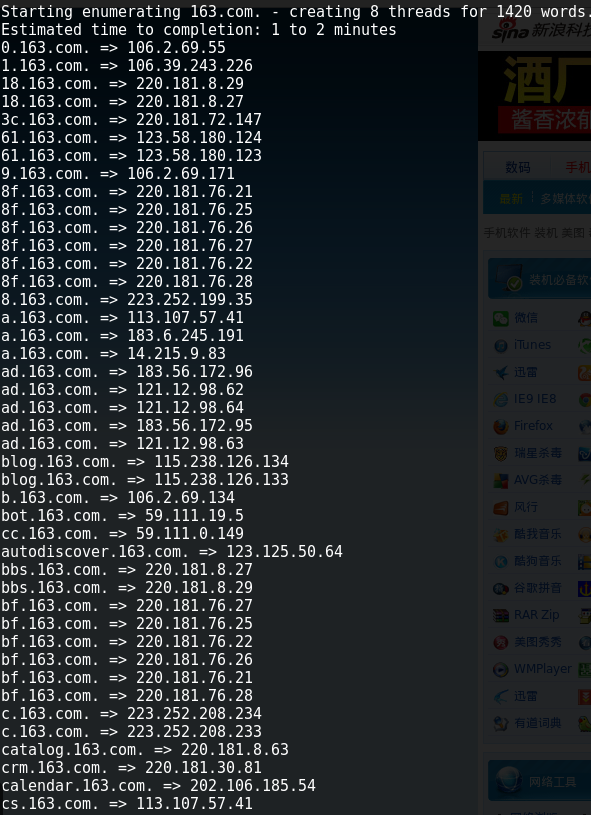 Starting enumerating 163.com. - creating 8 threads for 1420 words.
Estimated time to completion: 1 to 2 minutes
0.163.com. => 106.2.69.55
1.163.com. => 106.39.243.226
18.163.com. => 220.181.8.29
18.163.com. => 220.181.8.27
3c.163.com. => 220.181.72.147
61.163.com. => 123.58.180.124
61.163.com. => 123.58.180.123
9.163.com. => 106.2.69.171
8f.163.com. => 220.181.76.21
8f.163.com. => 220.181.76.25
8f.163.com. => 220.181.76.26
8f.163.com. => 220.181.76.27
8f.163.com. => 220.181.76.22
8f.163.com. => 220.181.76.28
8.163.com. => 223.252.199.35
a.163.com. => 113.107.57.41
a.163.com. => 183.6.245.191
a.163.com. => 14.215.9.83
ad.163.com. => 183.56.172.96
ad.163.com. => 121.12.98.62
ad.163.com. => 121.12.98.64
ad.163.com. => 183.56.172.95
ad.163.com. => 121.12.98.63
blog.163.com. => 115.238.126.134
blog.163.com. => 115.238.126.133
b.163.com. => 106.2.69.134
bot.163.com. => 59.111.19.5
cc.163.com. => 59.111.0.149
autodiscover.163.com. => 123.125.50.64
bbs.163.com. => 220.181.8.27
bbs.163.com. => 220.181.8.29
bf.163.com. => 220.181.76.27
bf.163.com. => 220.181.76.25
bf.163.com. => 220.181.76.22
bf.163.com. => 220.181.76.26
bf.163.com. => 220.181.76.21
bf.163.com. => 220.181.76.28
c.163.com. => 223.252.208.234
c.163.com. => 223.252.208.233
catalog.163.com. => 220.181.8.63
crm.163.com. => 220.181.30.81
calendar.163.com. => 202.106.185.54
cs.163.com. => 113.107.57.41
sina 新浪科技
酒厂
酱香浓郁
数码 手机
最新 多媒体软
手机软件 装机 美图
装机必备软
微信
iTunes
迅雷
IE9 IE8
Firefox
瑞星杀毒
AVG杀毒
风行
酷我音乐
酷狗音乐
谷歌拼音
RAR Zip
美图秀秀
WMPlayer
迅雷
有道词典
网络工具